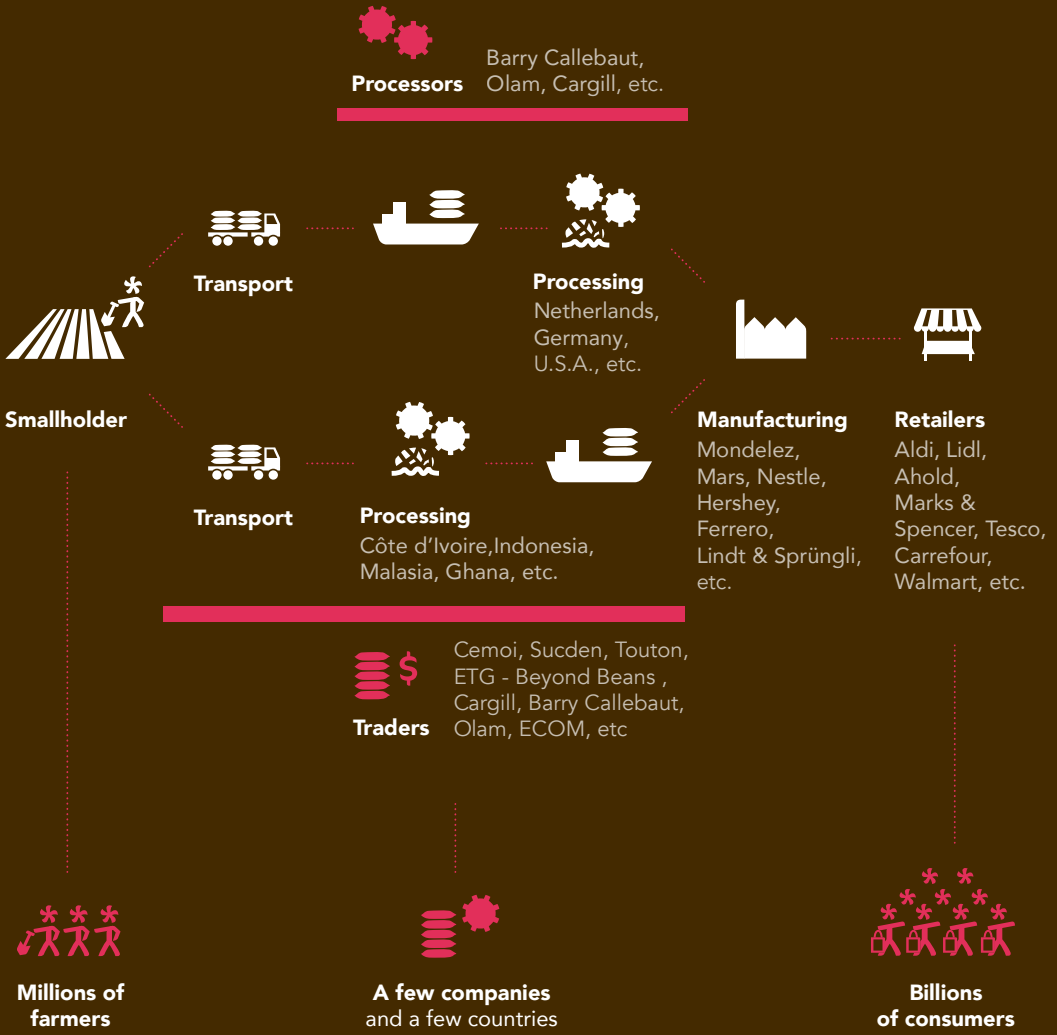 Processors
Barry Callebaut,
Olam, Cargill, etc.
Transport
Processing
Netherlands,
Germany,
U.S.A., etc.
Smallholder
Transport
Processing
Côte d'Ivoire,Indonesia,
Malasia, Ghana, etc.
Manufacturing
Mondelez,
Mars, Nestle,
Hershey,
Ferrero,
Lindt & Sprüngli,
etc.
Retailers
Aldi, Lidl,
Ahold,
Marks &
Spencer, Tesco,
Carrefour,
Walmart, etc.
$
Traders
Cemoi, Sucden, Touton,
ETG - Beyond Beans ,
Cargill, Barry Callebaut,
Olam, ECOM, etc
Millions of
farmers
A few companies
and a few countries
Billions
of consumers